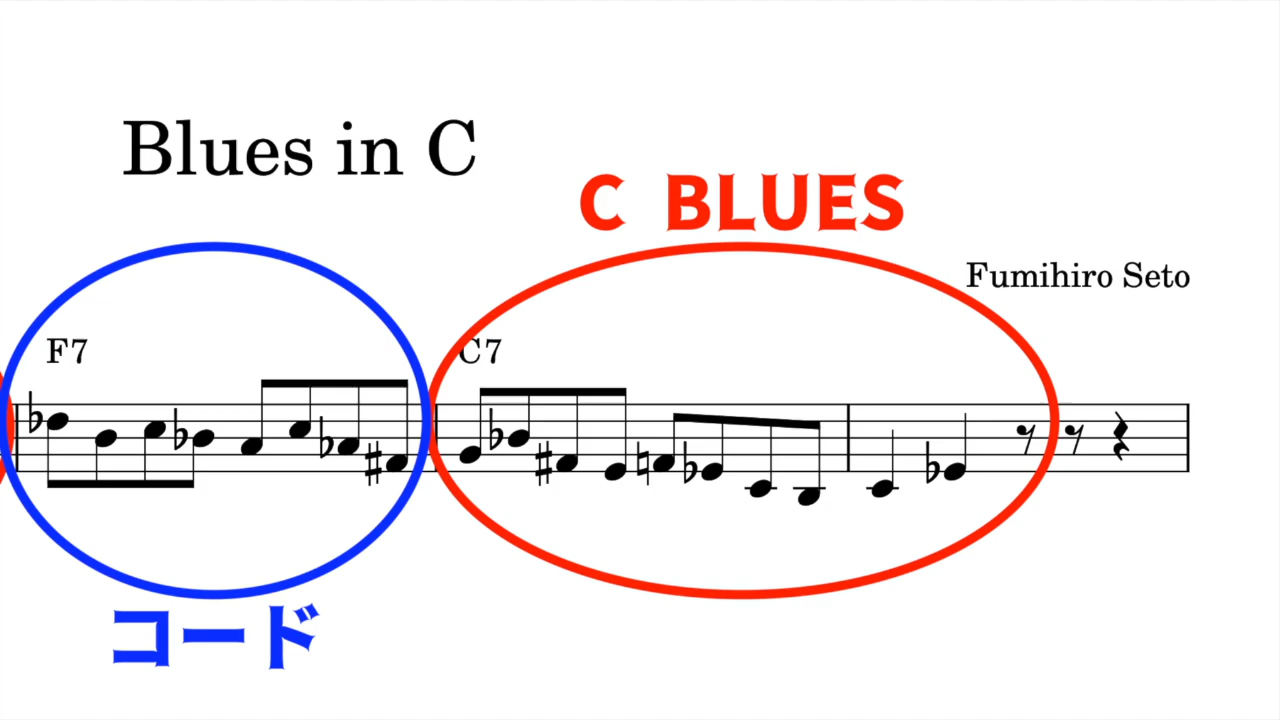 Blues in C
C BLUES
Fumihiro Seto
F7
C7
コード